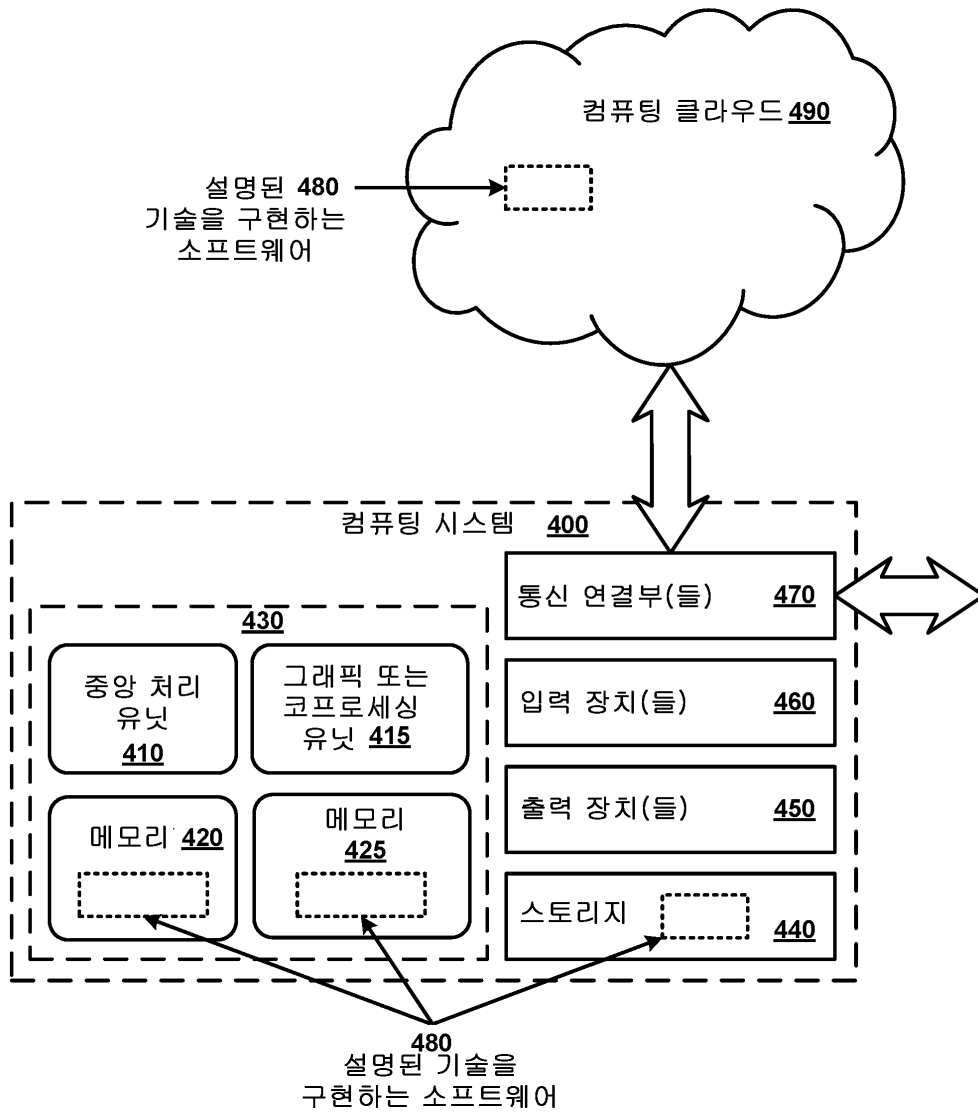 컴퓨팅 클라우드 490
설명된 480
기술을 구현하는
소프트웨어
컴퓨팅 시스템 400
통신 연결부(들) 470
430
중앙 처리
유닛
410
그래픽 또는
코프로세싱
유닛 415
입력 장치(들) 460
메모리 420
메모리
425
출력 장치(들) 450
스토리지 440
480
설명된 기술을
구현하는 소프트웨어